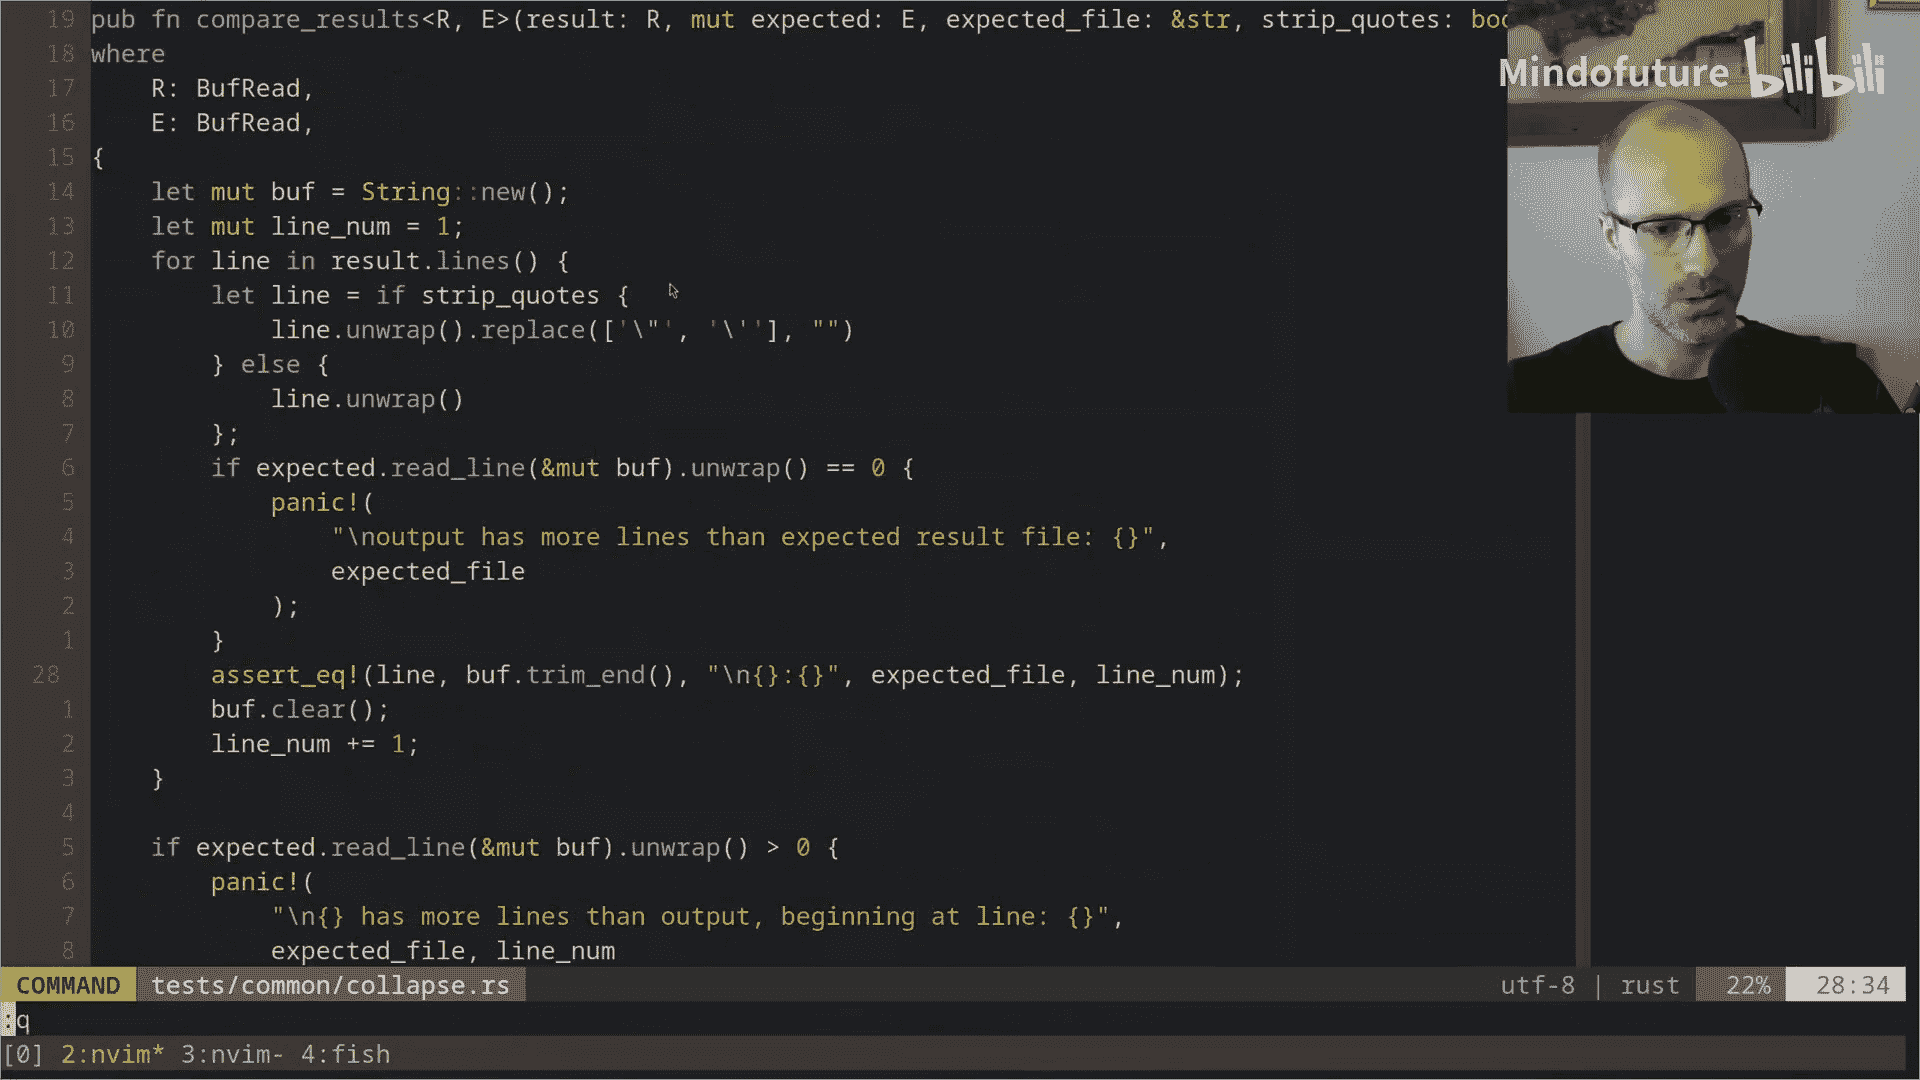 19 pub fn compare_results<R, E>(result: R, mut expected: E, expected_file: &str, strip_quotes: boo
Mindofuture bilibili
18 where
17     R: BufRead,
16     E: BufRead,
15 {
14     let mut buf = String::new();
13     let mut line_num = 1;
12     for line in result.lines() {
11         let line = if strip_quotes {
10             line.unwrap().replace(['\"', '\''], "")
9         } else {
8             line.unwrap()
7         };
6         if expected.read_line(&mut buf).unwrap() == 0 {
5             panic!(
4                 "\noutput has more lines than expected result file: {}",
3                 expected_file
2             );
1         }
28         assert_eq!(line, buf.trim_end(), "\n{}:{}", expected_file, line_num);
1         buf.clear();
2         line_num += 1;
3     }
4
5     if expected.read_line(&mut buf).unwrap() > 0 {
6         panic!(
7             "\n{} has more lines than output, beginning at line: {}",
8             expected_file, line_num
COMMAND tests/common/collapse.rs utf-8 | rust 22% 28:34
:q
[0] 2:nvim* 3:nvim- 4:fish